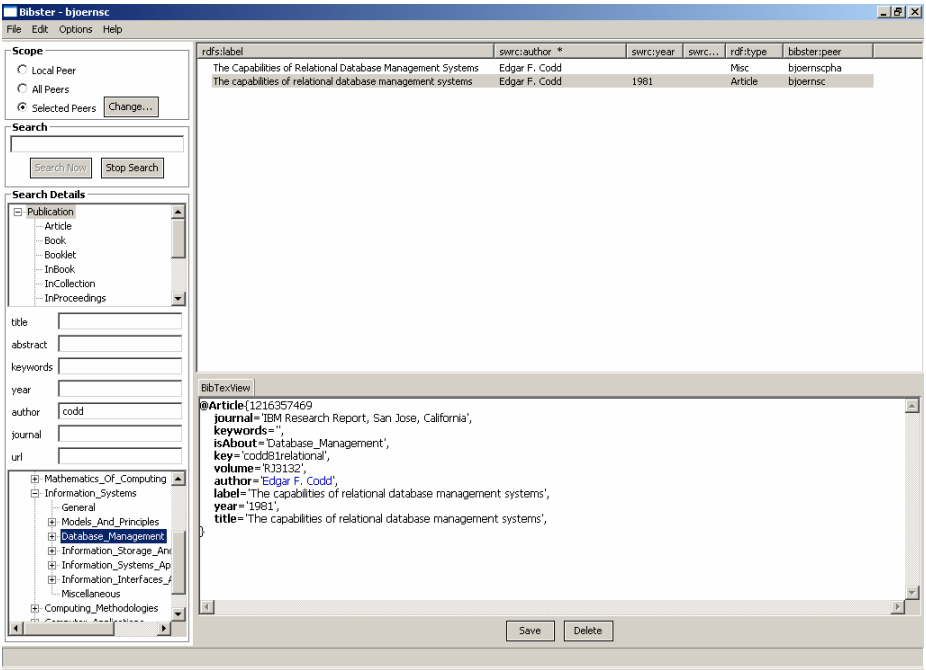 Bibster - bjoernsc
File Edit Options Help
Scope
Local Peer
All Peers
Selected Peers Change...
Search
Search Now Stop Search
Search Details
Publication
Article
Book
Booklet
InBook
InCollection
InProceedings
title
abstract
keywords
year
author codd
journal
url
Mathematics_Of_Computing
Information_Systems
General
Models_And_Principles
Database_Management
Information_Storage_And
Information_Systems_Ap
Information_Interfaces_A
Miscellaneous
Computing_Methodologies
Computer_Applications
rdfs:label swrc:author * swrc:year swrc... rdf:type bibster:peer
The Capabilities of Relational Database Management Systems Edgar F. Codd Misc bjoernscpha
The capabilities of relational database management systems Edgar F. Codd 1981 Article bjoernsc
BibTexView
@Article{1216357469
journal='IBM Research Report, San Jose, California',
keywords='',
isAbout='Database_Management',
key='codd81relational',
volume='RJ3132',
author='Edgar F. Codd',
label='The capabilities of relational database management systems',
year='1981',
title='The capabilities of relational database management systems',
}
Save Delete